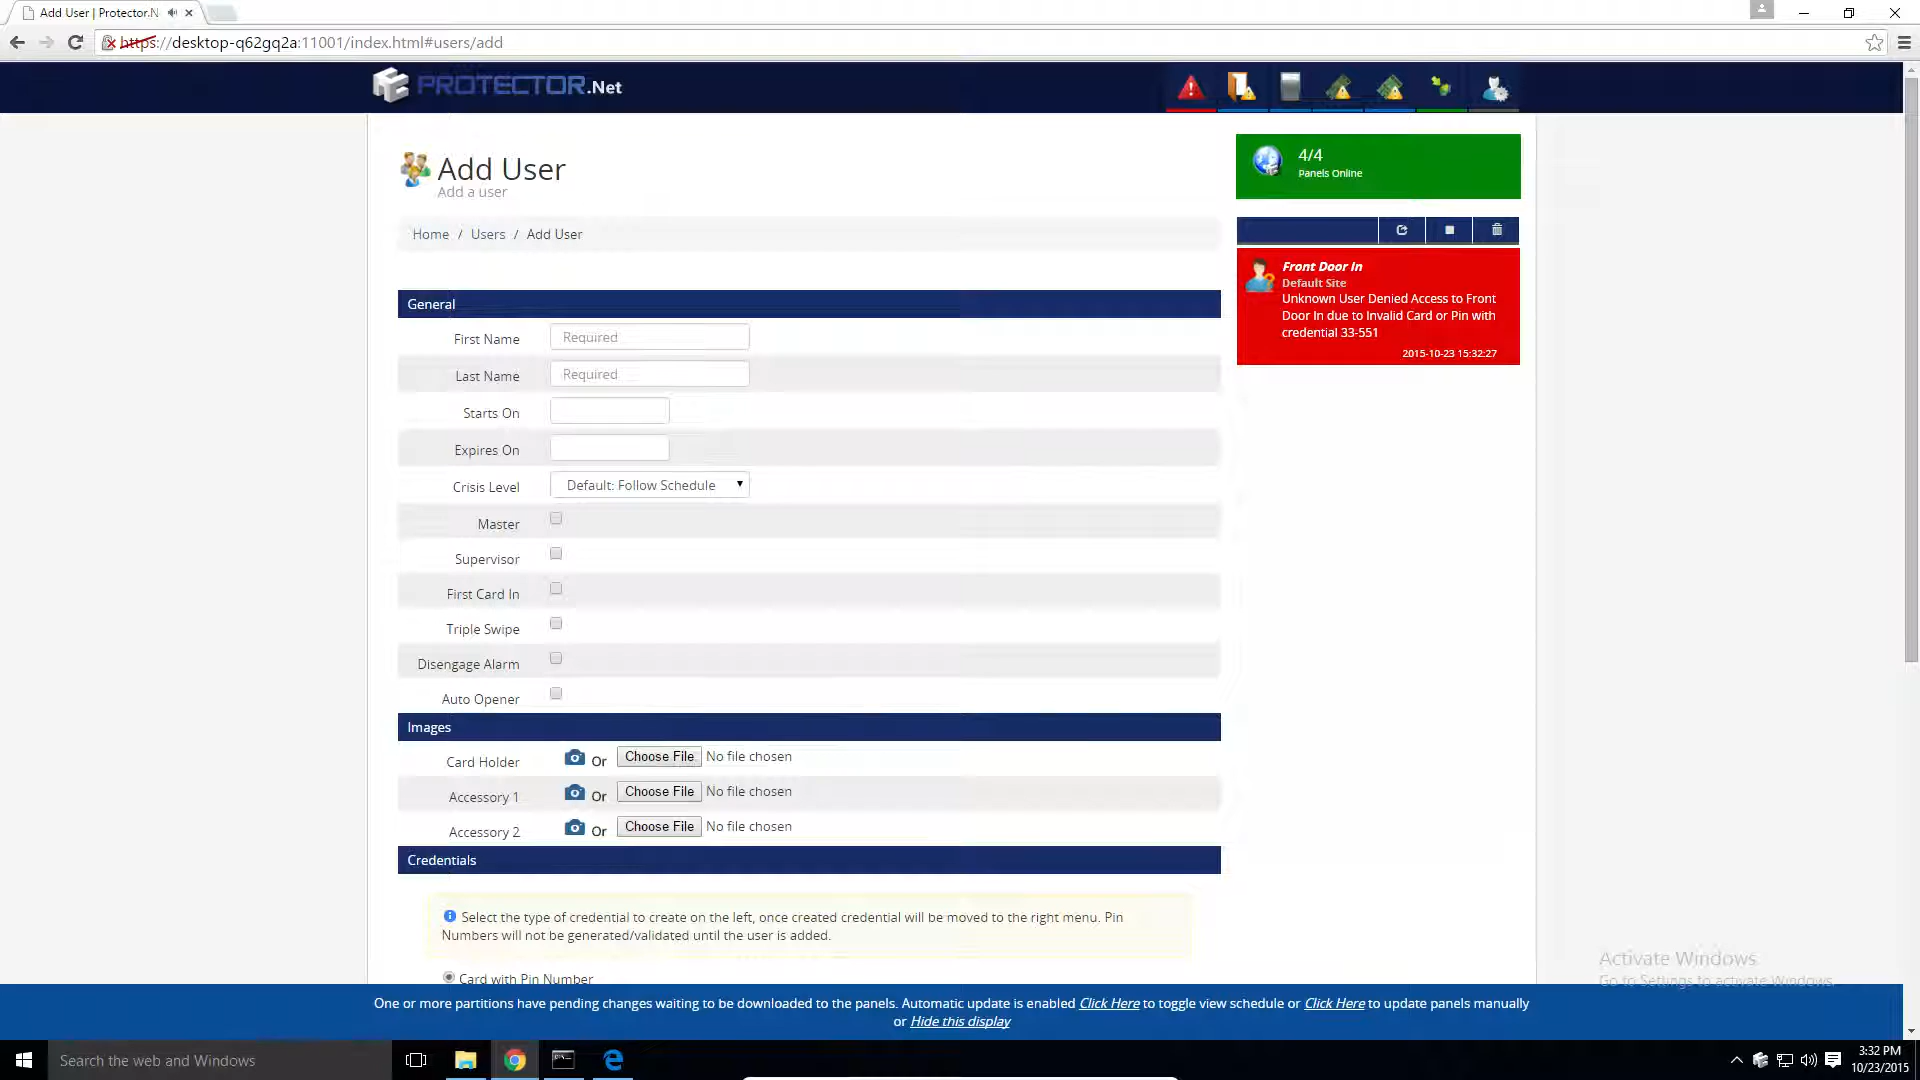 Add User | Protector.N
https://desktop-q62gq2a:11001/index.html#users/add
PROTECTOR.Net
Add User
Add a user
4/4
Panels Online
Home / Users / Add User
Front Door In
Default Site
Unknown User Denied Access to Front
Door In due to Invalid Card or Pin with
credential 33-551
2015-10-23 15:32:27
General
First Name Required
Last Name Required
Starts On
Expires On
Crisis Level Default: Follow Schedule
Master
Supervisor
First Card In
Triple Swipe
Disengage Alarm
Auto Opener
Images
Card Holder Or Choose File No file chosen
Accessory 1 Or Choose File No file chosen
Accessory 2 Or Choose File No file chosen
Credentials
Select the type of credential to create on the left, once created credential will be moved to the right menu. Pin
Numbers will not be generated/validated until the user is added.
Card with Pin Number
Activate Windows
Go to Settings to activate Windows.
One or more partitions have pending changes waiting to be downloaded to the panels. Automatic update is enabled Click Here to toggle view schedule or Click Here to update panels manually
or Hide this display
Search the web and Windows
3:32 PM
10/23/2015